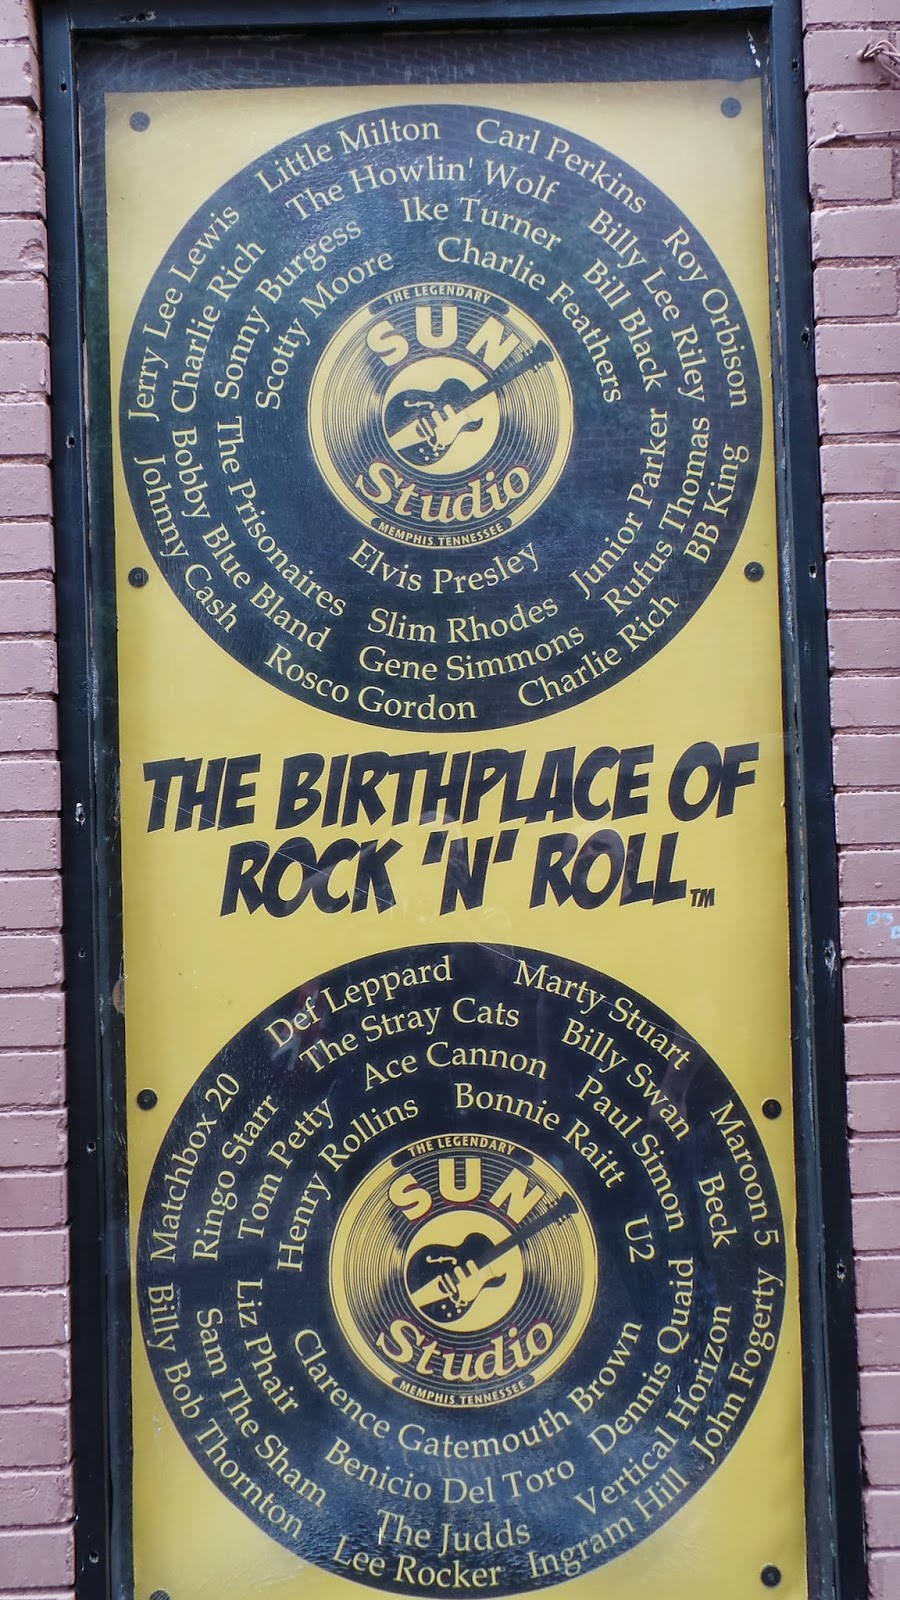 Jerry Lee Lewis
Little Milton
Carl Perkins
Roy Orbison
Charlie Rich
The Howlin' Wolf
Billy Lee Riley
Sonny Burgess
Ike Turner
Bill Black
Scotty Moore
Charlie Feathers
THE LEGENDARY
SUN
Studio
MEMPHIS, TENNESSEE
Elvis Presley
The Prisonaires
Slim Rhodes
Junior Parker
Bobby Blue Bland
Gene Simmons
Rufus Thomas
Johnny Cash
Rosco Gordon
Charlie Rich
BB King
THE BIRTHPLACE OF
ROCK 'N' ROLL TM
Matchbox 20
Def Leppard
Marty Stuart
Maroon 5
Ringo Starr
The Stray Cats
Billy Swan
Beck
Tom Petty
Ace Cannon
Paul Simon
Henry Rollins
Bonnie Raitt
U2
THE LEGENDARY
SUN
Studio
MEMPHIS, TENNESSEE
Clarence Gatemouth Brown
Liz Phair
Benicio Del Toro
Dennis Quaid
Sam The Sham
The Judds
Vertical Horizon
Billy Bob Thornton
Lee Rocker
Ingram Hill
John Fogerty